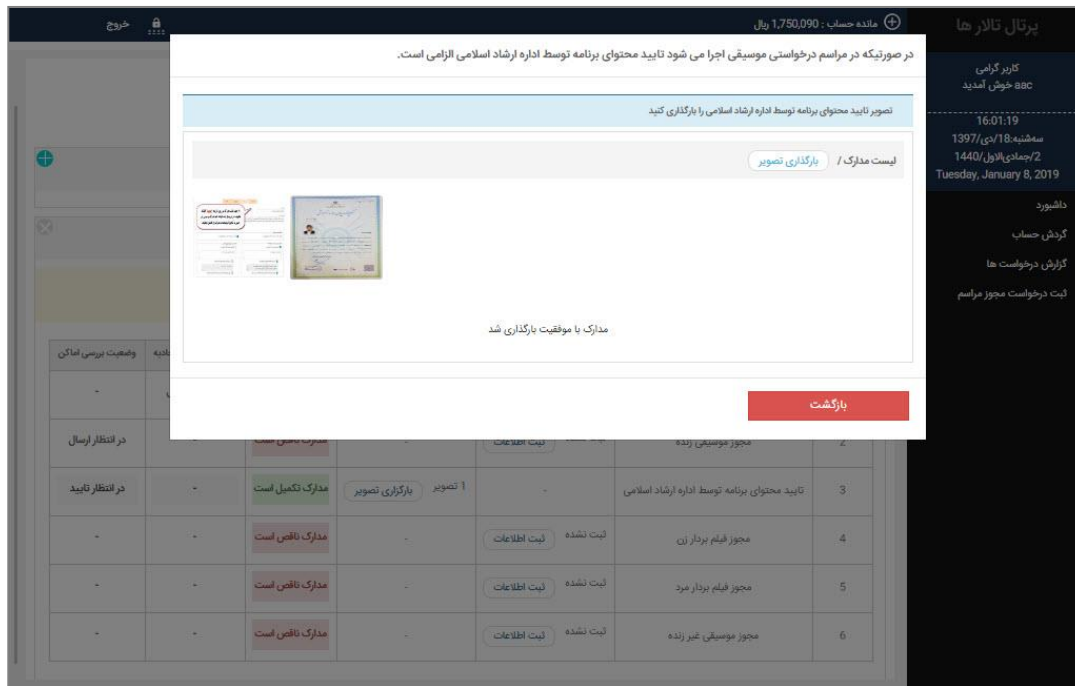 پرتال تالار ها
مانده حساب : 1,750,090 ریال
خروج
کاربر گرامی
aac خوش آمدید
16:01:19
سه‌شنبه:18/دی/1397
2/جمادی‌الاول/1440
Tuesday, January 8, 2019
داشبورد
گردش حساب
گزارش درخواست ها
ثبت درخواست مجوز مراسم
در صورتیکه در مراسم درخواستی موسیقی اجرا می شود تایید محتوای برنامه توسط اداره ارشاد اسلامی الزامی است.
تصویر تایید محتوای برنامه توسط اداره ارشاد اسلامی را بارگذاری کنید
لیست مدارک / بارگذاری تصویر
مدارک با موفقیت بارگذاری شد
بازگشت
وضعیت بررسی اماکن
-
2 مجوز موسیقی زنده ثبت اطلاعات - مدارک ناقص است - در انتظار ارسال
3 تایید محتوای برنامه توسط اداره ارشاد اسلامی - 1 تصویر بارگزاری تصویر مدارک تکمیل است - در انتظار تایید
4 مجوز فیلم بردار زن ثبت نشده ثبت اطلاعات - مدارک ناقص است - -
5 مجوز فیلم بردار مرد ثبت نشده ثبت اطلاعات - مدارک ناقص است - -
6 مجوز موسیقی غیر زنده ثبت نشده ثبت اطلاعات - مدارک ناقص است - -